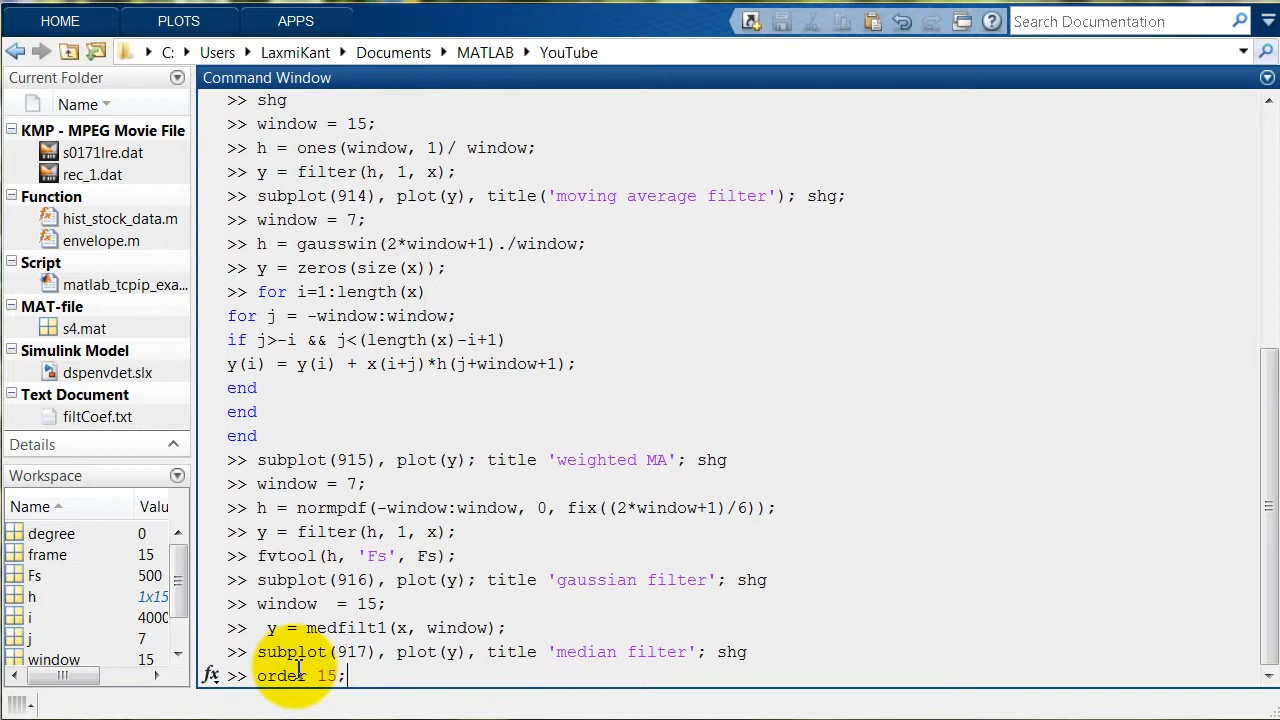 HOME PLOTS APPS Search Documentation
C: Users LaxmiKant Documents MATLAB YouTube
Current Folder
Name
KMP - MPEG Movie File
s0171lre.dat
rec_1.dat
Function
hist_stock_data.m
envelope.m
Script
matlab_tcpip_exa...
MAT-file
s4.mat
Simulink Model
dspenvdet.slx
Text Document
filtCoef.txt
Details
Workspace
Name Valu
degree 0
frame 15
Fs 500
h 1x15
i 4000
j 7
window 15
Command Window
>> shg
>> window = 15;
>> h = ones(window, 1)/ window;
>> y = filter(h, 1, x);
>> subplot(914), plot(y), title('moving average filter'); shg;
>> window = 7;
>> h = gausswin(2*window+1)./window;
>> y = zeros(size(x));
>> for i=1:length(x)
for j = -window:window;
if j>-i && j<(length(x)-i+1)
y(i) = y(i) + x(i+j)*h(j+window+1);
end
end
end
>> subplot(915), plot(y); title 'weighted MA'; shg
>> window = 7;
>> h = normpdf(-window:window, 0, fix((2*window+1)/6));
>> y = filter(h, 1, x);
>> fvtool(h, 'Fs', Fs);
>> subplot(916), plot(y); title 'gaussian filter'; shg
>> window  = 15;
>>  y = medfilt1(x, window);
>> subplot(917), plot(y), title 'median filter'; shg
fx >> order 15;